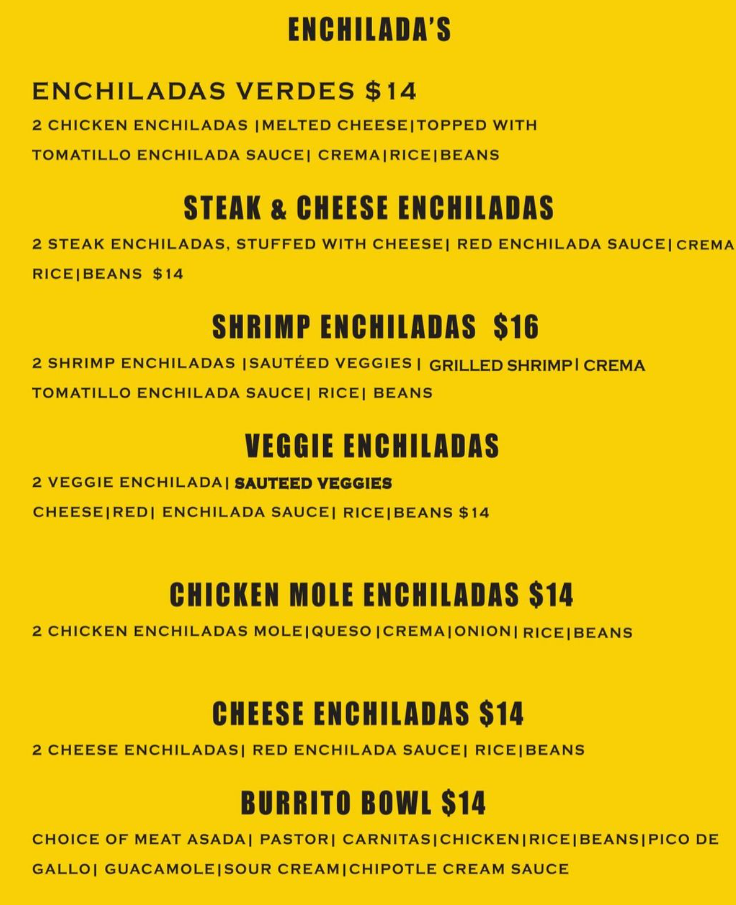 ENCHILADA'S
ENCHILADAS VERDES $14
2 CHICKEN ENCHILADAS |MELTED CHEESE|TOPPED WITH
TOMATILLO ENCHILADA SAUCE| CREMA|RICE|BEANS
STEAK & CHEESE ENCHILADAS
2 STEAK ENCHILADAS, STUFFED WITH CHEESE| RED ENCHILADA SAUCE| CREMA
RICE|BEANS $14
SHRIMP ENCHILADAS $16
2 SHRIMP ENCHILADAS |SAUTÉED VEGGIES | GRILLED SHRIMP| CREMA
TOMATILLO ENCHILADA SAUCE| RICE| BEANS
VEGGIE ENCHILADAS
2 VEGGIE ENCHILADA| SAUTEED VEGGIES
CHEESE|RED| ENCHILADA SAUCE| RICE|BEANS $14
CHICKEN MOLE ENCHILADAS $14
2 CHICKEN ENCHILADAS MOLE|QUESO |CREMA|ONION| RICE|BEANS
CHEESE ENCHILADAS $14
2 CHEESE ENCHILADAS| RED ENCHILADA SAUCE| RICE|BEANS
BURRITO BOWL $14
CHOICE OF MEAT ASADA| PASTOR| CARNITAS|CHICKEN|RICE|BEANS|PICO DE
GALLO| GUACAMOLE|SOUR CREAM|CHIPOTLE CREAM SAUCE